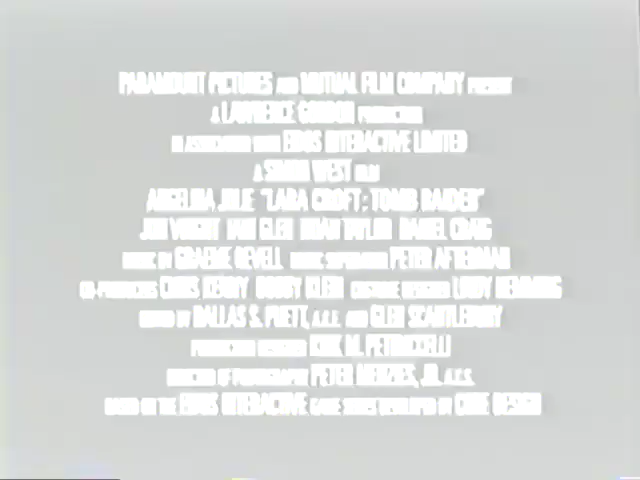 PARAMOUNT PICTURES AND MUTUAL FILM COMPANY PRESENT
A LAWRENCE GORDON PRODUCTION
IN ASSOCIATION WITH EIDOS INTERACTIVE LIMITED
A SIMON WEST FILM
ANGELINA JOLIE "LARA CROFT: TOMB RAIDER"
JON VOIGHT IAIN GLEN NOAH TAYLOR DANIEL CRAIG
MUSIC BY GRAEME REVELL MUSIC SUPERVISOR PETER AFTERMAN
CO-PRODUCERS CHRIS KENNY BOBBY KLEIN COSTUME DESIGNER LINDY HEMMING
EDITED BY DALLAS S. PUETT, A.C.E. AND GLEN SCANTLEBURY
PRODUCTION DESIGNER KIRK M. PETRUCCELLI
DIRECTOR OF PHOTOGRAPHY PETER MENZIES, JR. A.C.S.
BASED ON THE EIDOS INTERACTIVE GAME SERIES DEVELOPED BY CORE DESIGN